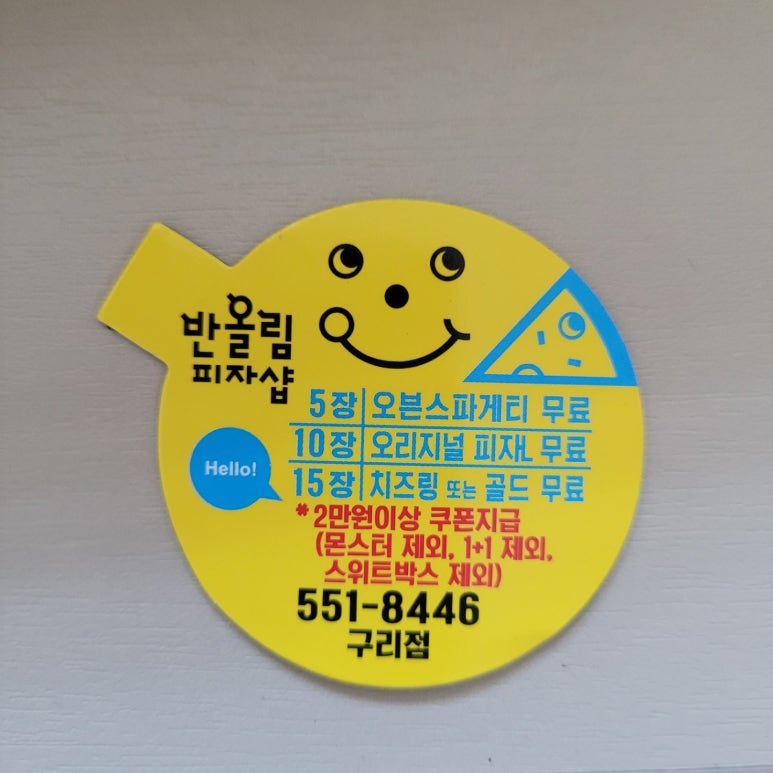 반올림
피자샵
5장 오븐스파게티 무료
10장 오리지널 피자L 무료
Hello!
15장 치즈링 또는 골드 무료
*2만원이상 쿠폰지급
(몬스터 제외, 1+1 제외,
스위트박스 제외)
551-8446
구리점